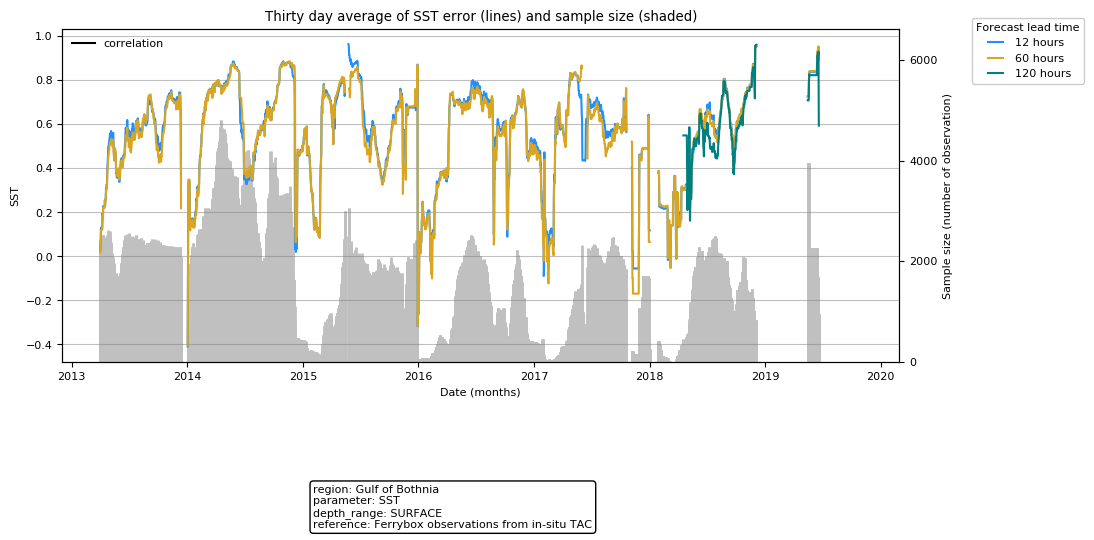 Thirty day average of SST error (lines) and sample size (shaded)
Forecast lead time
12 hours
60 hours
120 hours
correlation
1.0
0.8
0.6
0.4
0.2
0.0
−0.2
−0.4
SST
6000
4000
2000
0
Sample size (number of observation)
2013 2014 2015 2016 2017 2018 2019 2020
Date (months)
region: Gulf of Bothnia
parameter: SST
depth_range: SURFACE
reference: Ferrybox observations from in-situ TAC